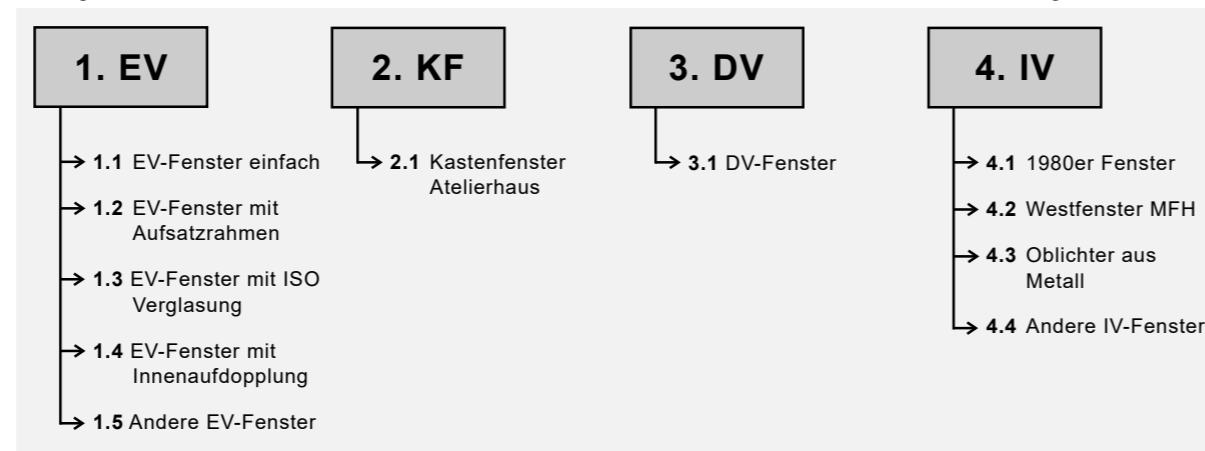 1. EV
1.1 EV-Fenster einfach
1.2 EV-Fenster mit
Aufsatzrahmen
1.3 EV-Fenster mit ISO
Verglasung
1.4 EV-Fenster mit
Innenaufdopplung
1.5 Andere EV-Fenster
2. KF
2.1 Kastenfenster
Atelierhaus
3. DV
3.1 DV-Fenster
4. IV
4.1 1980er Fenster
4.2 Westfenster MFH
4.3 Oblichter aus
Metall
4.4 Andere IV-Fenster